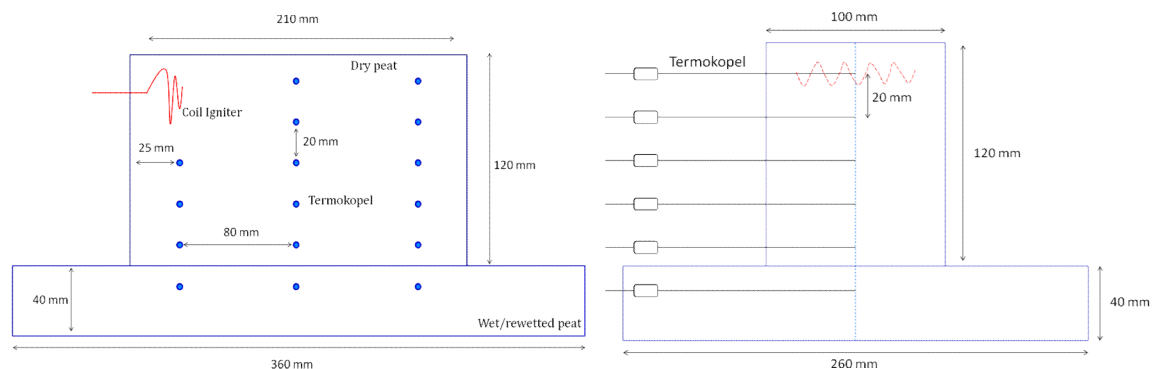 210 mm
Dry peat
Coil Igniter
20 mm
25 mm
120 mm
Termokopel
80 mm
40 mm
Wet/rewetted peat
360 mm
100 mm
Termokopel
20 mm
120 mm
40 mm
260 mm